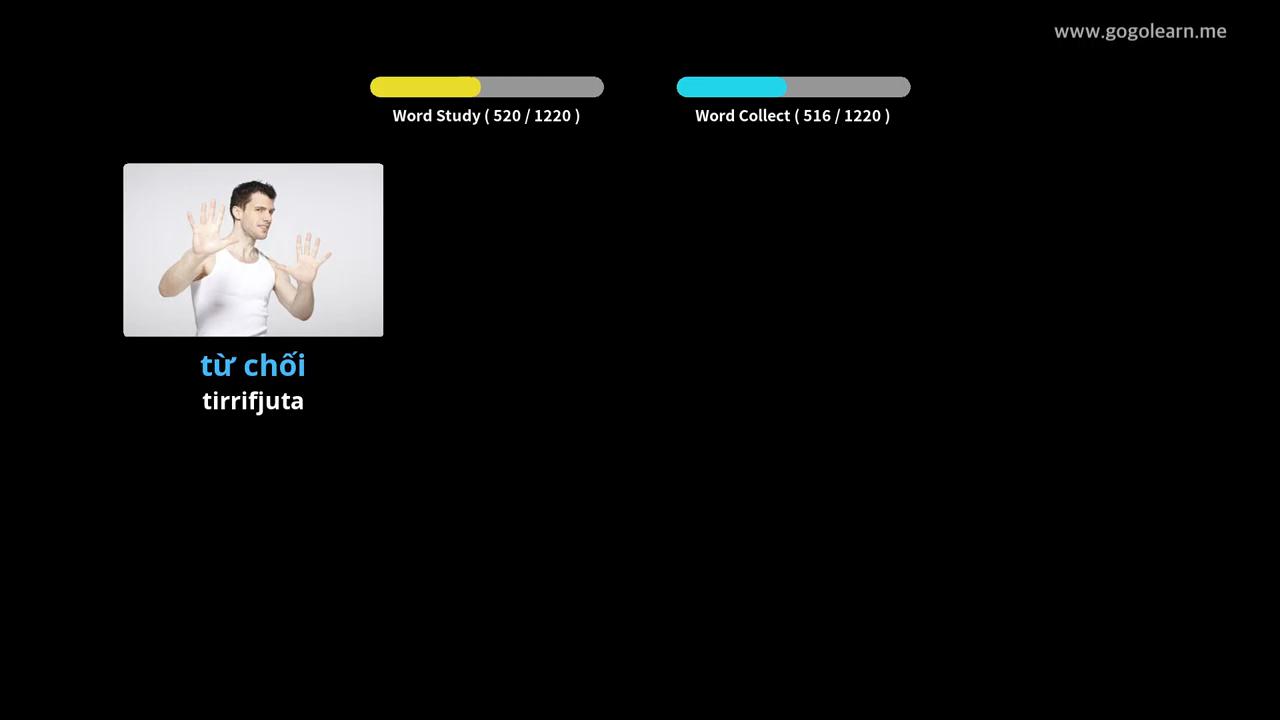 www.gogolearn.me
Word Study ( 520 / 1220 )
Word Collect ( 516 / 1220 )
từ chối
tirrifjuta